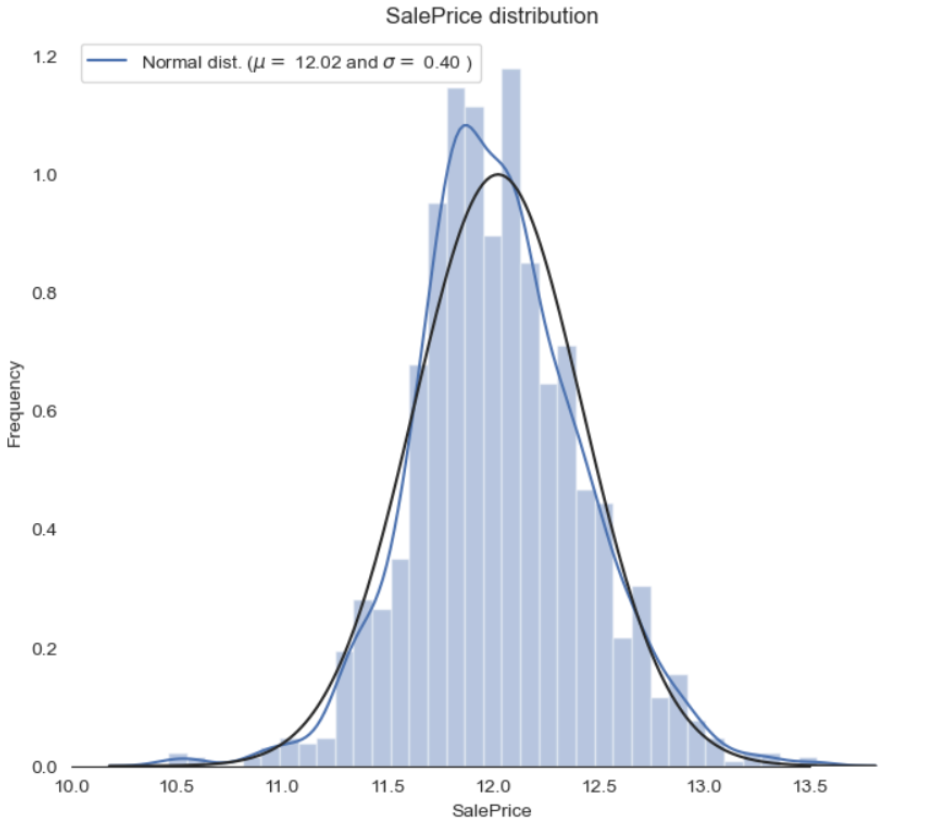 SalePrice distribution
Normal dist. (μ = 12.02 and σ = 0.40 )
1.2
1.0
0.8
0.6
0.4
0.2
0.0
Frequency
10.0 10.5 11.0 11.5 12.0 12.5 13.0 13.5
SalePrice